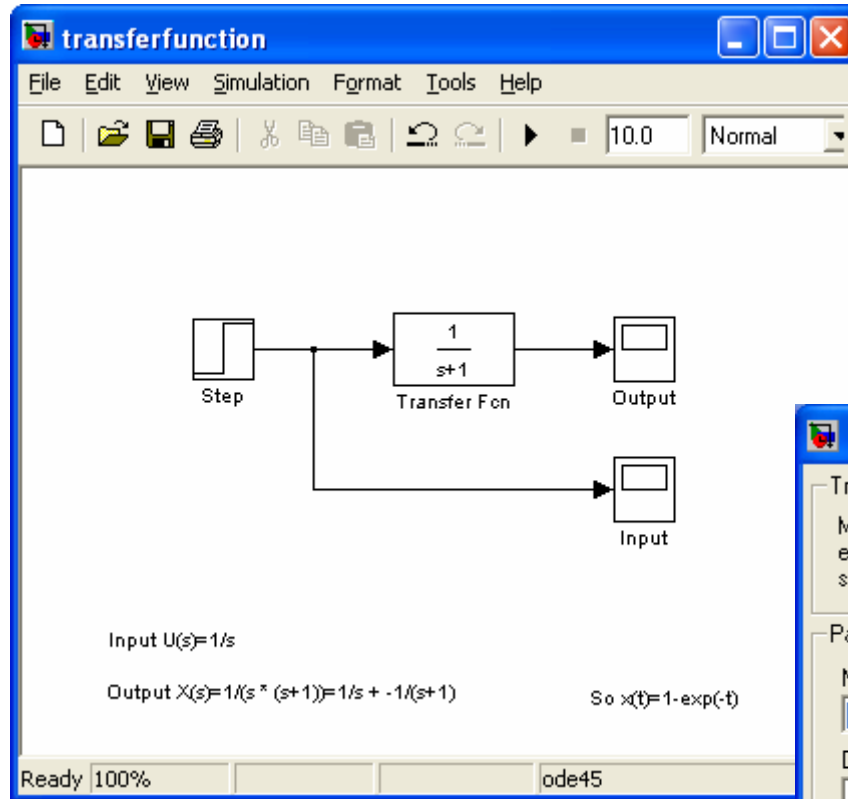 transferfunction
File Edit View Simulation Format Tools Help
10.0 Normal
1
s+1
Step
Transfer Fcn
Output
Input
Input U(s)=1/s
Output X(s)=1/(s * (s+1))=1/s + -1/(s+1)
So x(t)=1-exp(-t)
Ready 100% ode45